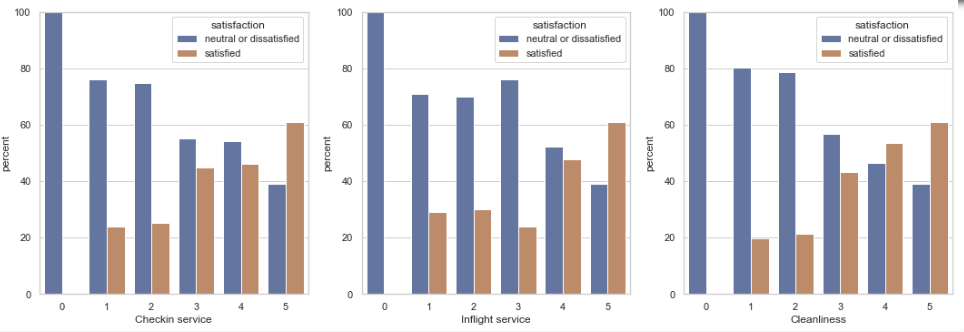 100
80
60
40
20
0
percent
satisfaction
neutral or dissatisfied
satisfied
0 1 2 3 4 5
Checkin service
100
80
60
40
20
0
percent
satisfaction
neutral or dissatisfied
satisfied
0 1 2 3 4 5
Inflight service
100
80
60
40
20
0
percent
satisfaction
neutral or dissatisfied
satisfied
0 1 2 3 4 5
Cleanliness